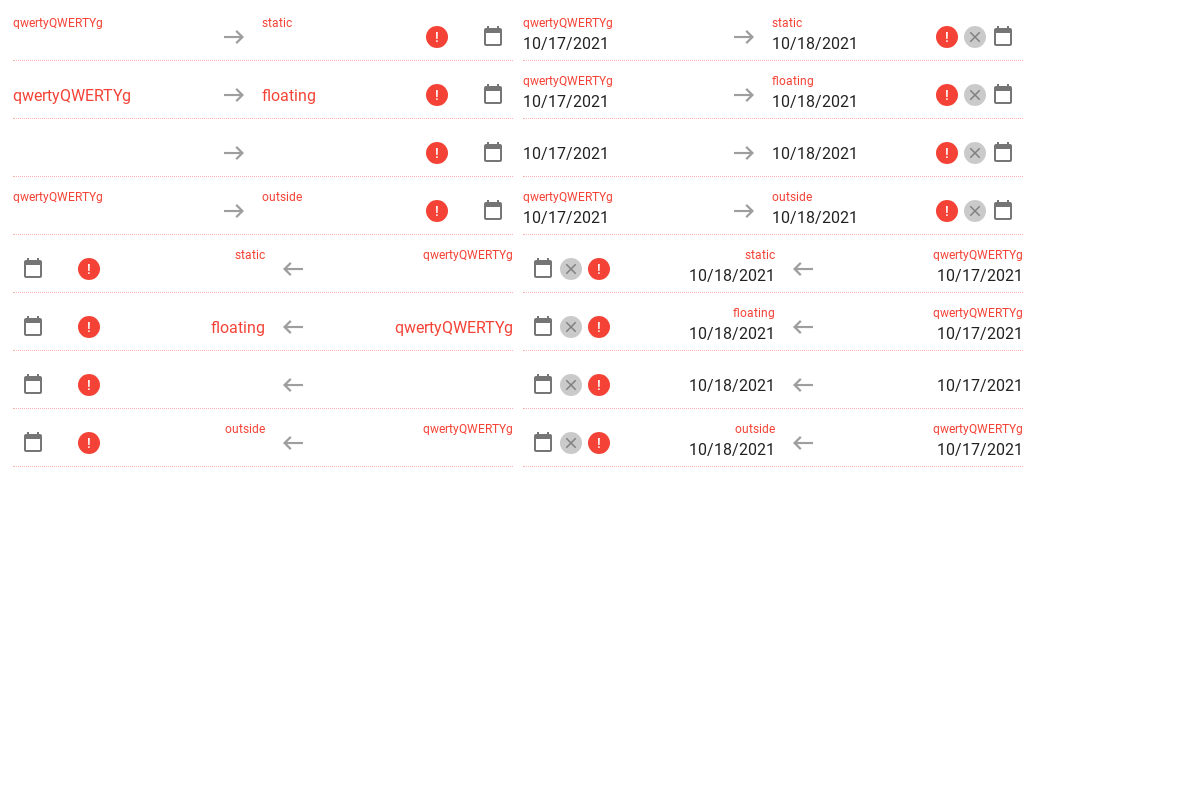 qwertyQWERTYg static qwertyQWERTYg static
10/17/2021 10/18/2021
qwertyQWERTYg floating qwertyQWERTYg floating
10/17/2021 10/18/2021
10/17/2021 10/18/2021
qwertyQWERTYg outside qwertyQWERTYg outside
10/17/2021 10/18/2021
static qwertyQWERTYg static qwertyQWERTYg
10/18/2021 10/17/2021
floating qwertyQWERTYg floating qwertyQWERTYg
10/18/2021 10/17/2021
10/18/2021 10/17/2021
outside qwertyQWERTYg outside qwertyQWERTYg
10/18/2021 10/17/2021